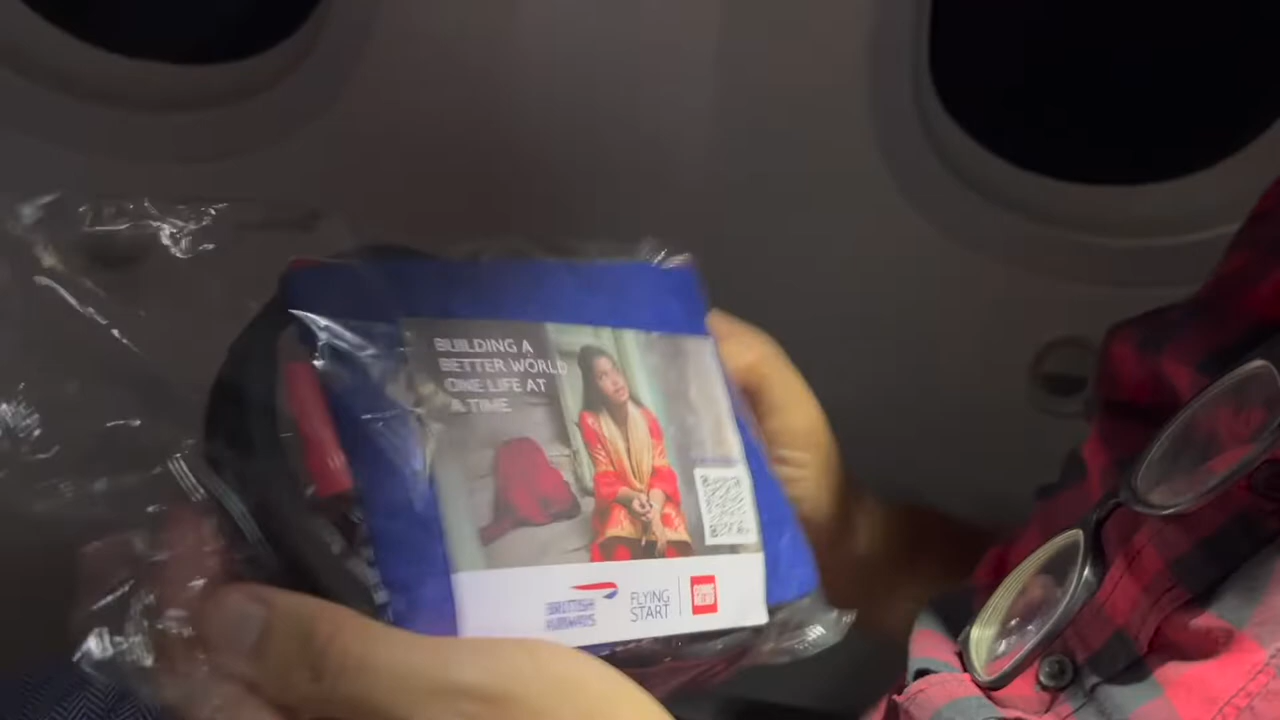 BUILDING A
BETTER WORLD
ONE LIFE AT
A TIME
BRITISH
AIRWAYS
FLYING
START